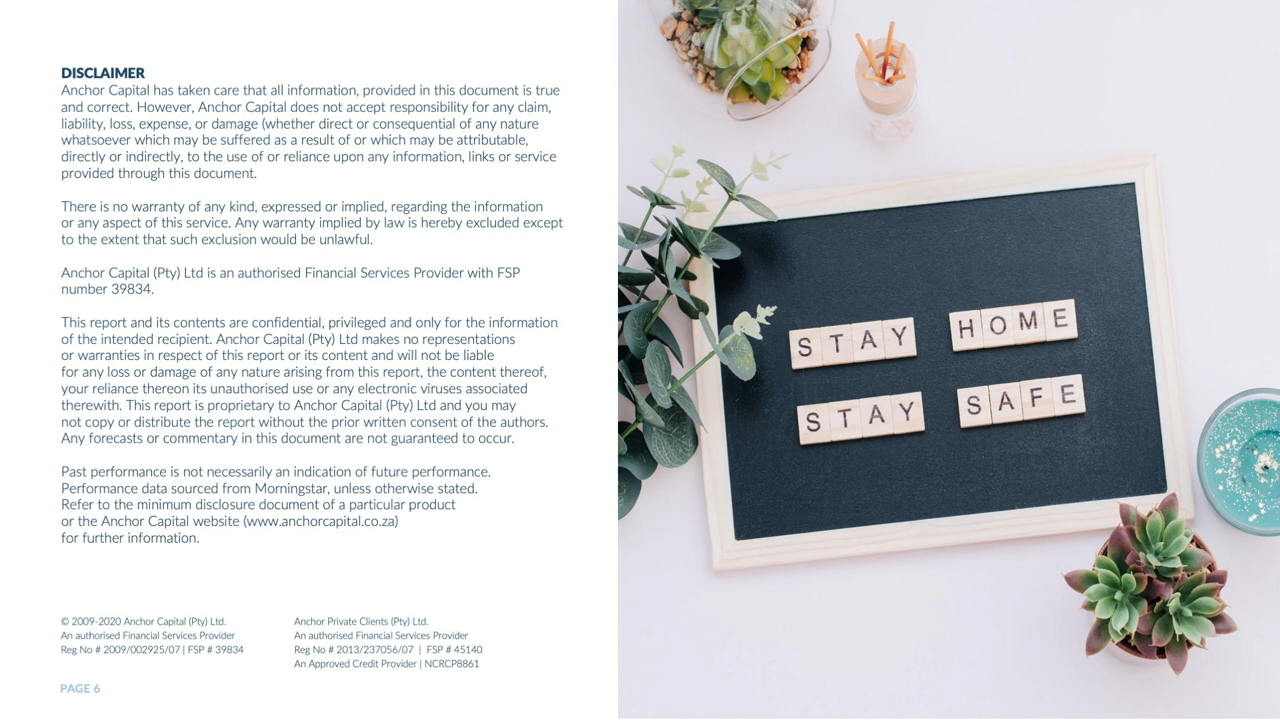 DISCLAIMER
Anchor Capital has taken care that all information, provided in this document is true
and correct. However, Anchor Capital does not accept responsibility for any claim,
liability, loss, expense, or damage (whether direct or consequential of any nature
whatsoever which may be suffered as a result of or which may be attributable,
directly or indirectly, to the use of or reliance upon any information, links or service
provided through this document.
There is no warranty of any kind, expressed or implied, regarding the information
or any aspect of this service. Any warranty implied by law is hereby excluded except
to the extent that such exclusion would be unlawful.
Anchor Capital (Pty) Ltd is an authorised Financial Services Provider with FSP
number 39834.
This report and its contents are confidential, privileged and only for the information
of the intended recipient. Anchor Capital (Pty) Ltd makes no representations
or warranties in respect of this report or its content and will not be liable
for any loss or damage of any nature arising from this report, the content thereof,
your reliance thereon its unauthorised use or any electronic viruses associated
therewith. This report is proprietary to Anchor Capital (Pty) Ltd and you may
not copy or distribute the report without the prior written consent of the authors.
Any forecasts or commentary in this document are not guaranteed to occur.
Past performance is not necessarily an indication of future performance.
Performance data sourced from Morningstar, unless otherwise stated.
Refer to the minimum disclosure document of a particular product
or the Anchor Capital website (www.anchorcapital.co.za)
for further information.
© 2009-2020 Anchor Capital (Pty) Ltd.
An authorised Financial Services Provider
Reg No # 2009/002925/07 | FSP # 39834
Anchor Private Clients (Pty) Ltd.
An authorised Financial Services Provider
Reg No # 2013/237056/07 | FSP # 45140
An Approved Credit Provider | NCRCP8861
PAGE 6
STAY HOME
STAY SAFE